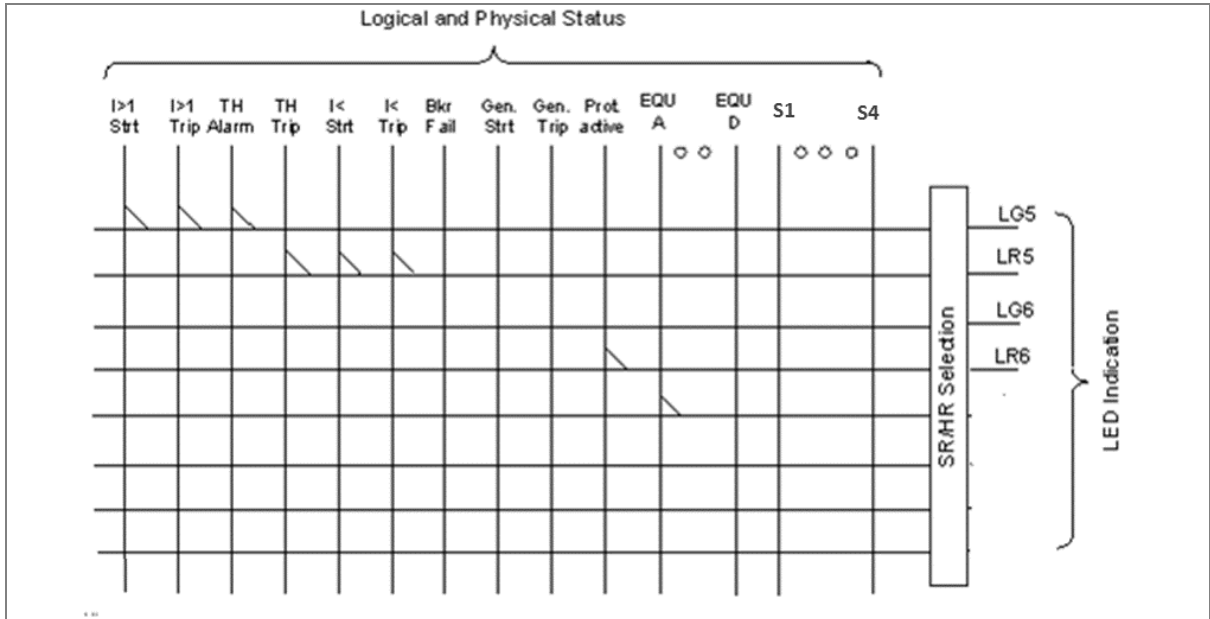 Logical and Physical Status
I>1 I>1 TH TH I< I< Bkr Gen. Gen. Prot. EQU EQU S1 S4
Strt Trip Alarm Trip Strt Trip Fail Strt Trip active A D
LG5
LR5
LG6
LR6
SR/HR Selection
LED Indication